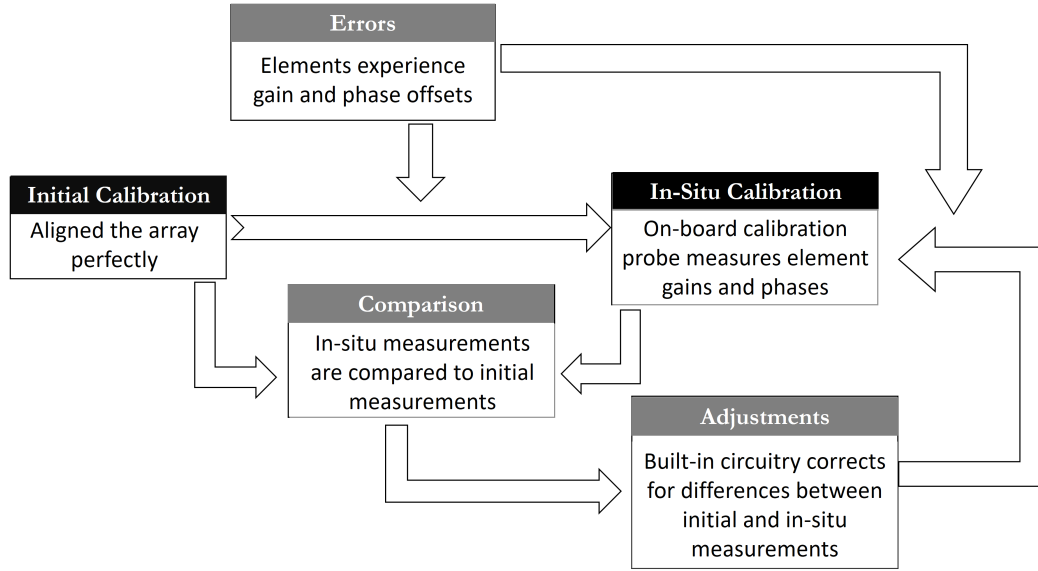 Errors
Elements experience
gain and phase offsets
Initial Calibration
Aligned the array
perfectly
In-Situ Calibration
On-board calibration
probe measures element
gains and phases
Comparison
In-situ measurements
are compared to initial
measurements
Adjustments
Built-in circuitry corrects
for differences between
initial and in-situ
measurements